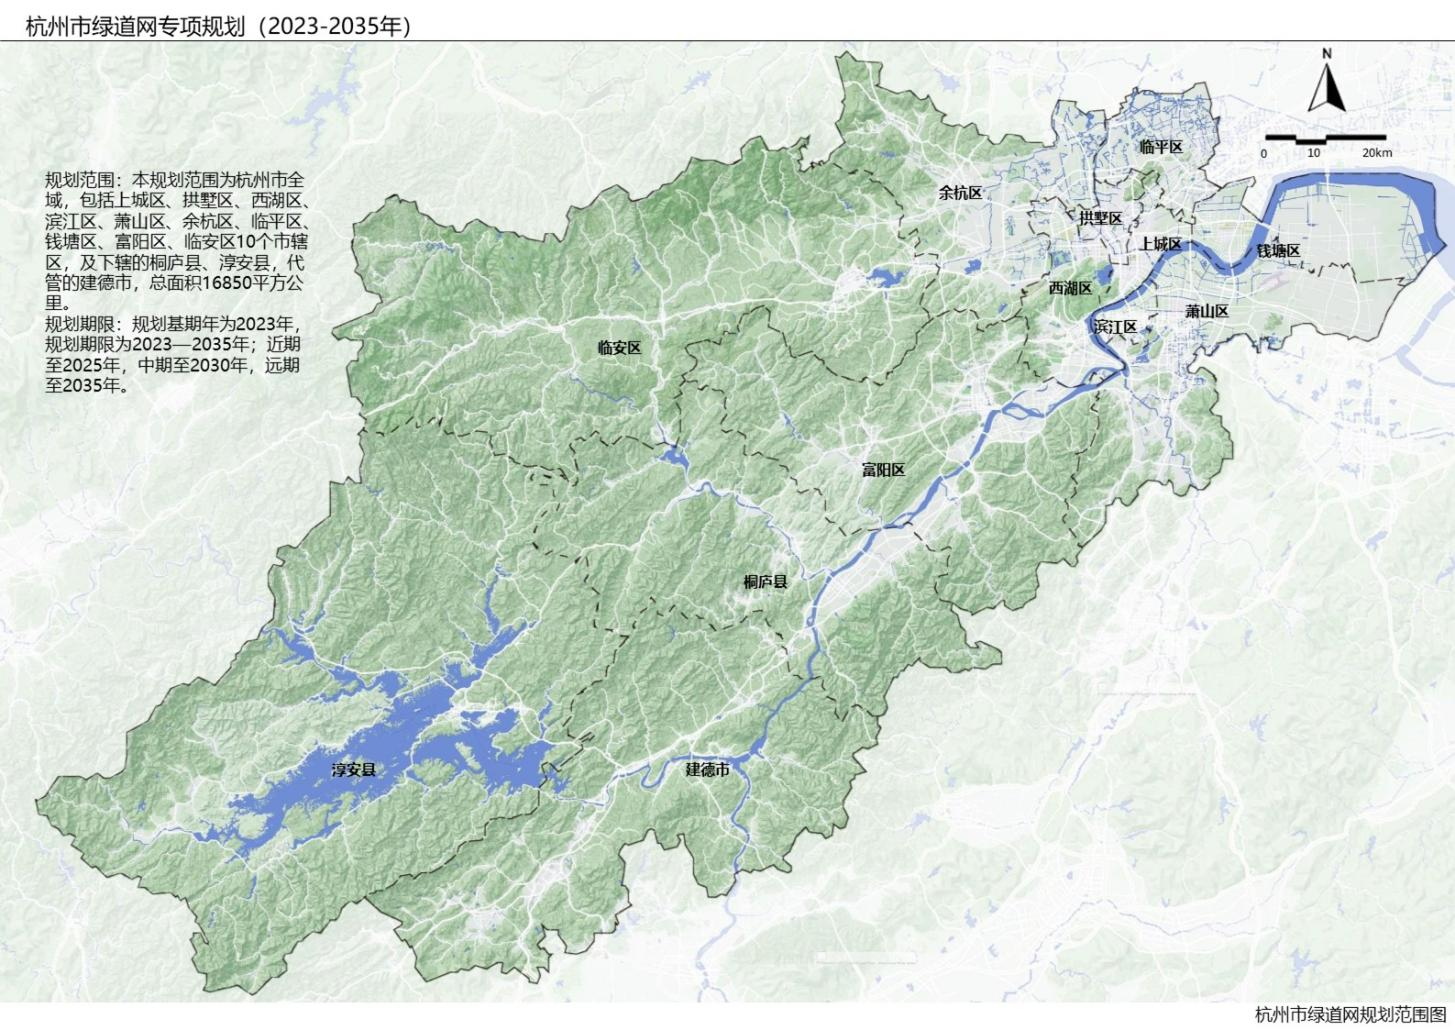 杭州市绿道网专项规划（2023-2035年）
N
0 10 20km
规划范围：本规划范围为杭州市全
域，包括上城区、拱墅区、西湖区、
滨江区、萧山区、余杭区、临平区、
钱塘区、富阳区、临安区10个市辖
区，及下辖的桐庐县、淳安县，代
管的建德市，总面积16850平方公
里。
规划期限：规划基期年为2023年，
规划期限为2023—2035年；近期
至2025年，中期至2030年，远期
至2035年。
临平区
余杭区
拱墅区
上城区
钱塘区
西湖区
滨江区
萧山区
临安区
富阳区
桐庐县
淳安县
建德市
杭州市绿道网规划范围图